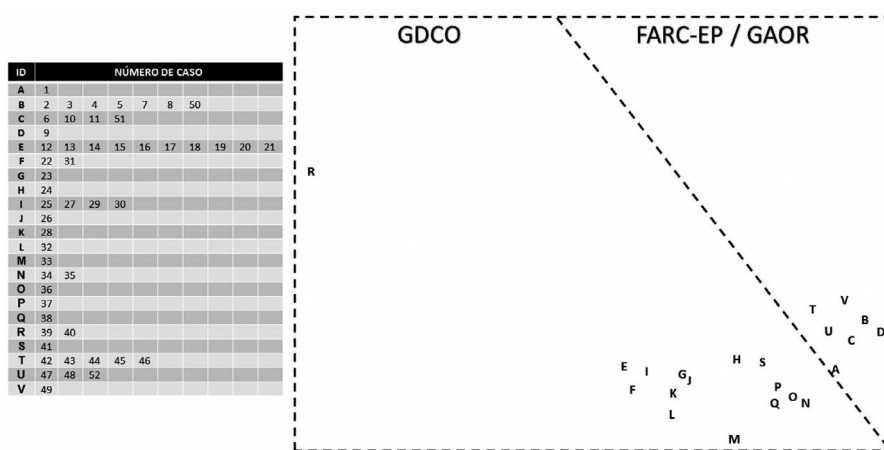 GDCO FARC-EP / GAOR
ID NÚMERO DE CASO
A 1
B 2 3 4 5 7 8 50
C 6 10 11 51
D 9
E 12 13 14 15 16 17 18 19 20 21
F 22 31
G 23
H 24
I 25 27 29 30
J 26
K 28
L 32
M 33
N 34 35
O 36
P 37
Q 38
R 39 40
S 41
T 42 43 44 45 46
U 47 48 52
V 49
R
V
T
B
U
D
C
H
S
A
E
I
G
J
F
K
P
O
Q
N
L
M